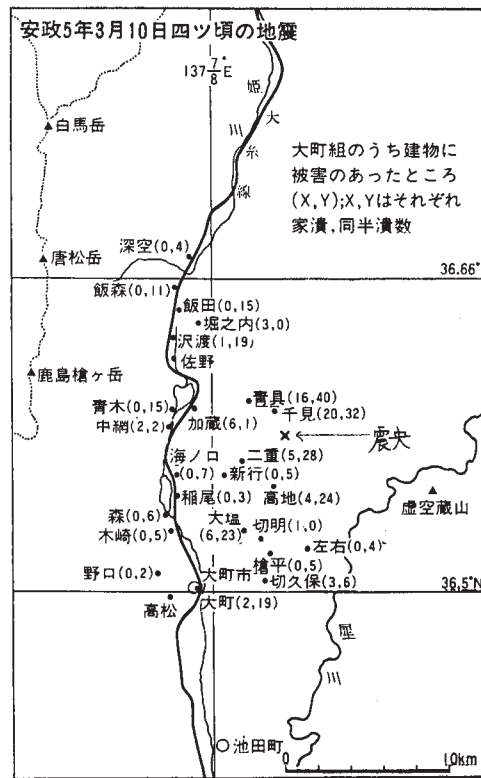 安政5年3月10日四ツ頃の地震
137 7/8°E
姫川
大糸線
白馬岳
大町組のうち建物に
被害のあったところ
(X,Y);X,Yはそれぞれ
家潰,同半潰数
深空(0,4)
唐松岳
36.66°
飯森(0,11)
飯田(0,15)
堀之内(3,0)
沢渡(1,19)
佐野
鹿島槍ヶ岳
青具(16,40)
青木(0,15)
加蔵(6,1)
千見(20,32)
中綱(2,2)
震央
海ノ口
(0,7)
二重(5,28)
新行(0,5)
稲尾(0,3)
高地(4,24)
虚空蔵山
森(0,6)
大塩
(6,23)
切明(1,0)
木崎(0,5)
左右(0,4)
槍平(0,5)
野口(0,2)
大町市
切久保(3,6)
36.5°N
高松
大町(2,19)
犀川
池田町
0 10km